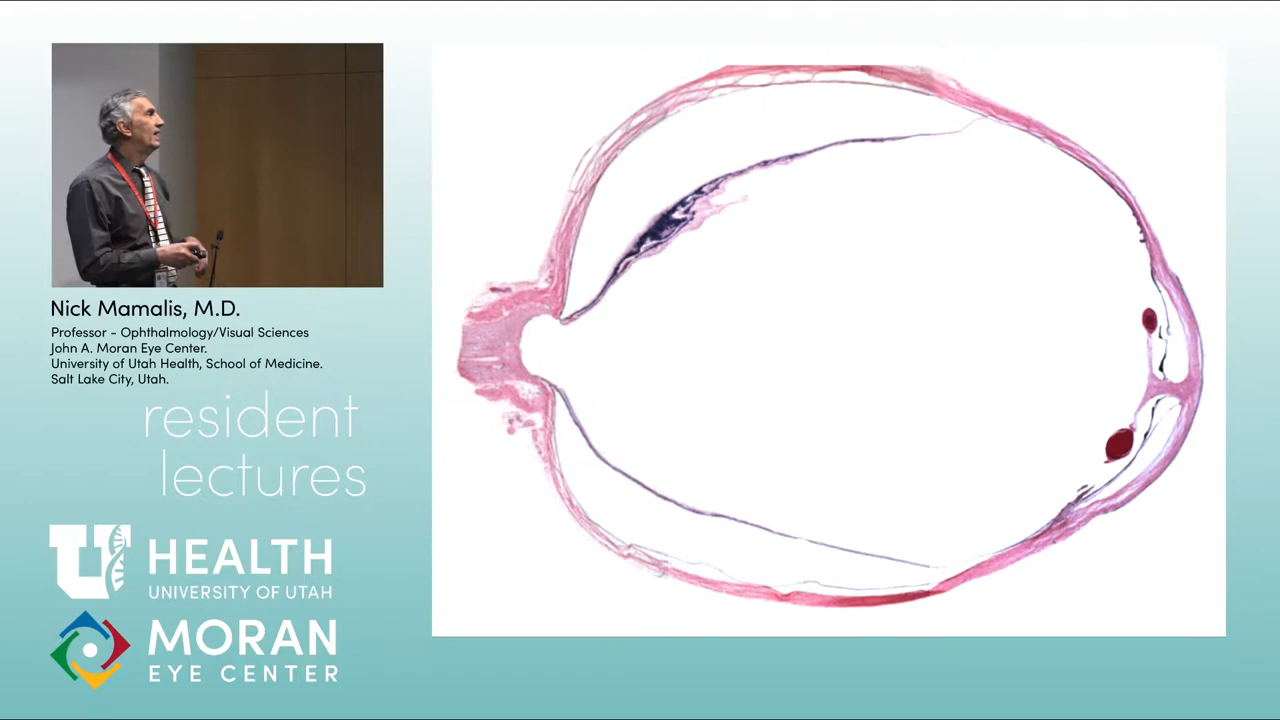 Nick Mamalis, M.D.
Professor - Ophthalmology/Visual Sciences
John A. Moran Eye Center.
University of Utah Health, School of Medicine.
Salt Lake City, Utah.
resident
lectures
U HEALTH
UNIVERSITY OF UTAH
MORAN
EYE CENTER